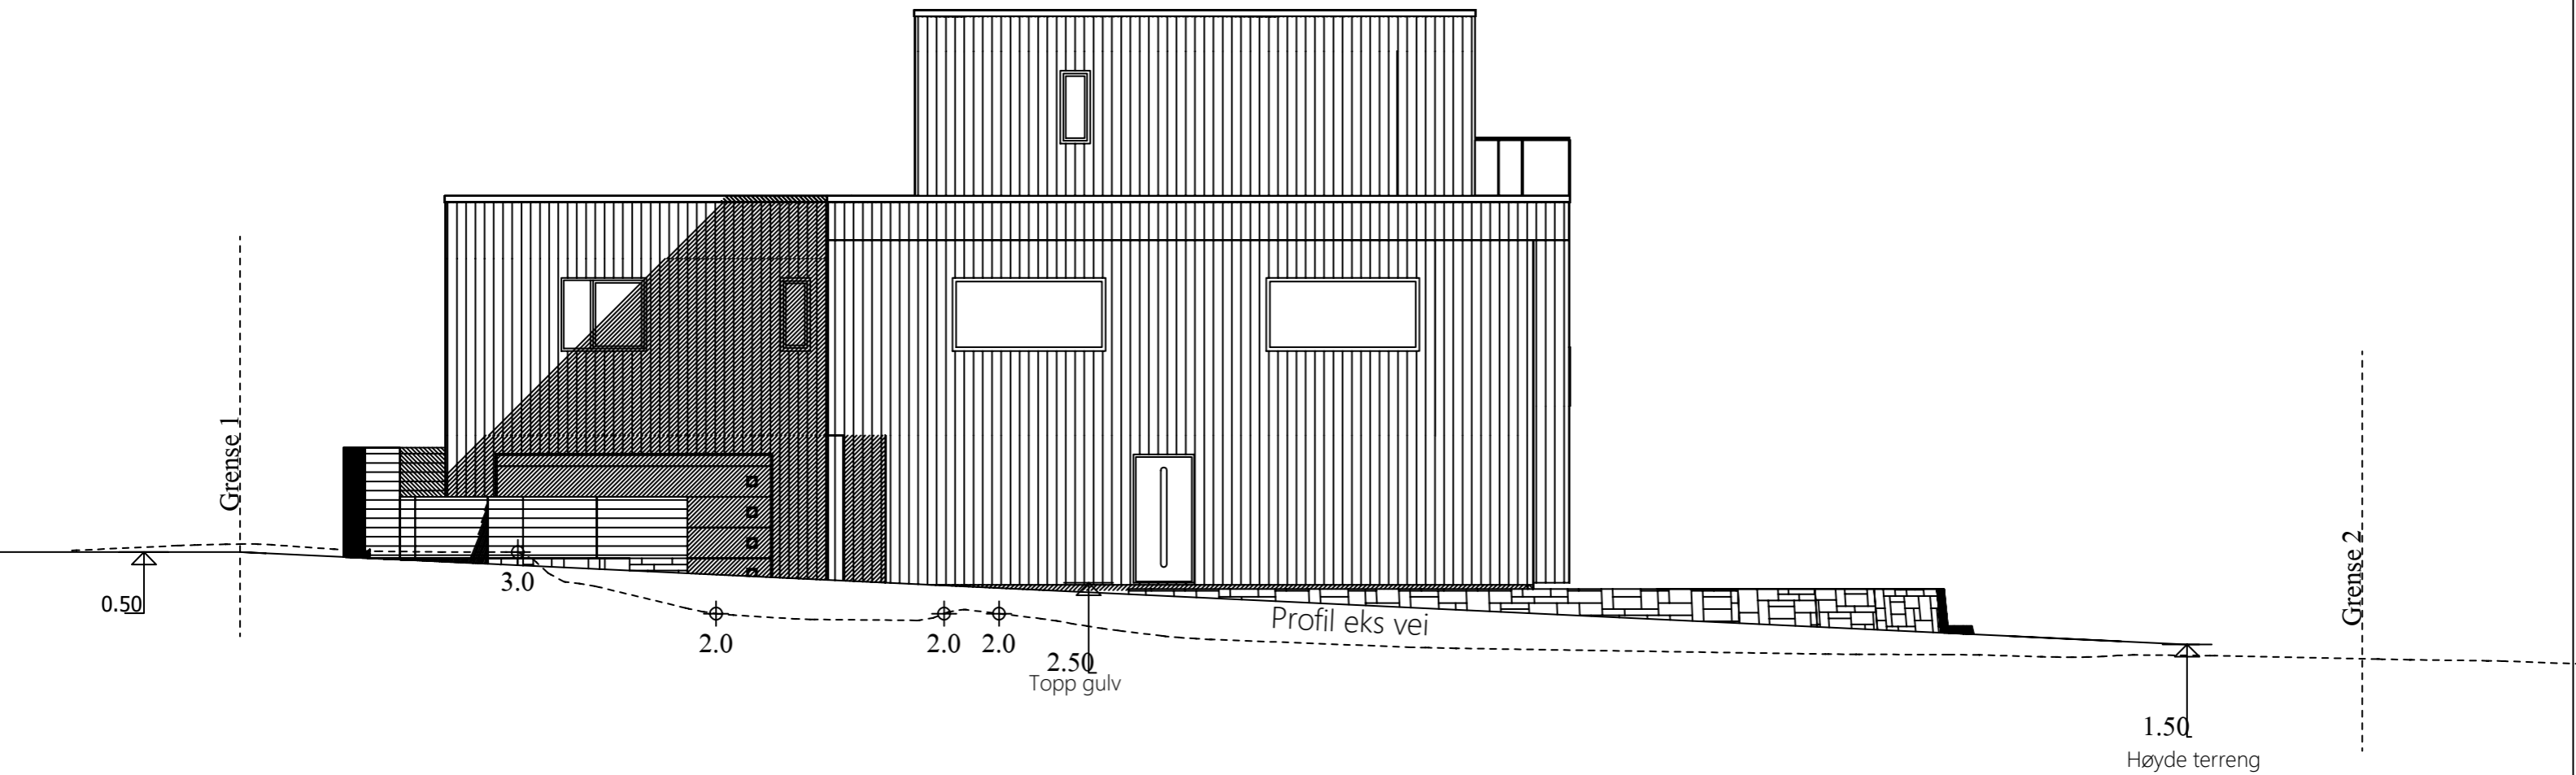 Grense 1
Grense 2
0.50
3.0
2.0
2.0
2.0
2.50
Topp gulv
Profil eks vei
1.50
Høyde terreng